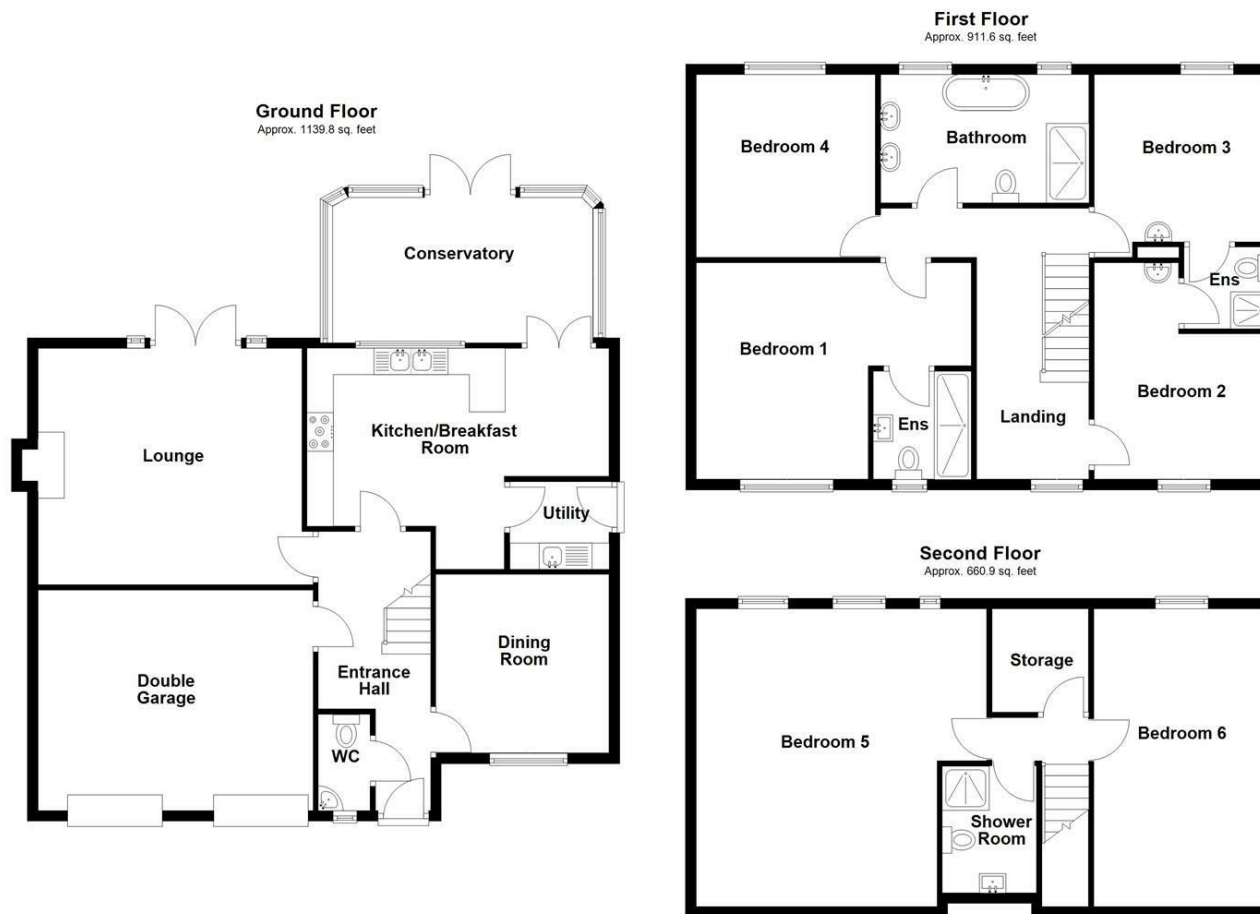 Ground Floor
Approx. 1139.8 sq. feet
Conservatory
Lounge
Kitchen/Breakfast
Room
Utility
Double
Garage
Entrance
Hall
Dining
Room
WC
First Floor
Approx. 911.6 sq. feet
Bedroom 4
Bathroom
Bedroom 3
Ens
Bedroom 1
Bedroom 2
Ens
Landing
Second Floor
Approx. 660.9 sq. feet
Storage
Bedroom 5
Bedroom 6
Shower
Room